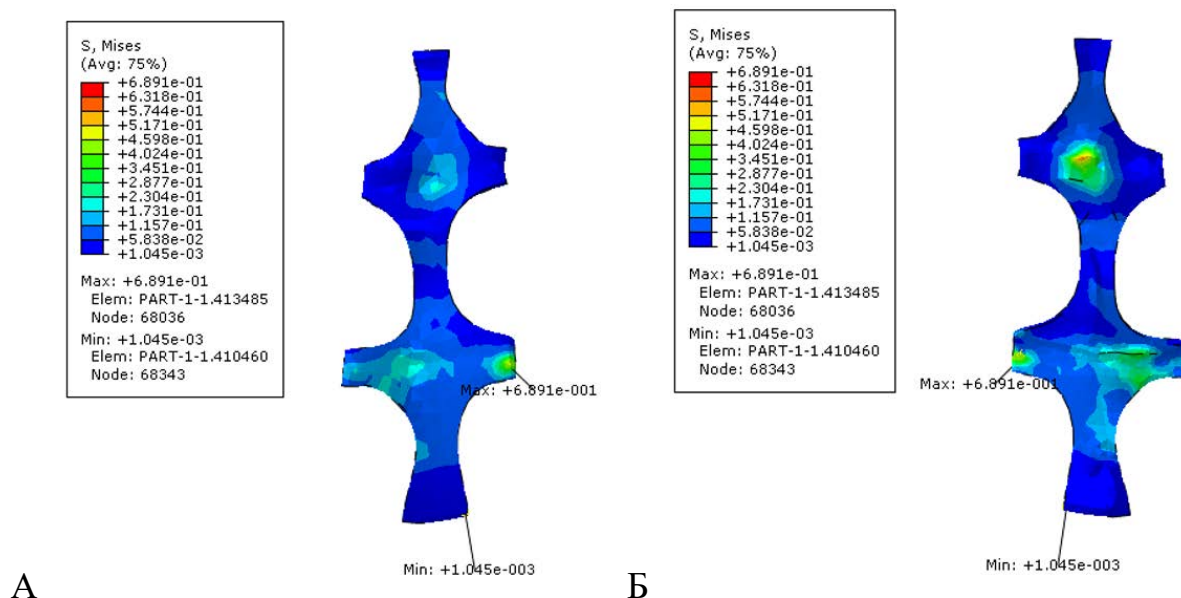 S, Mises
(Avg: 75%)
+6.891e-01
+6.318e-01
+5.744e-01
+5.171e-01
+4.598e-01
+4.024e-01
+3.451e-01
+2.877e-01
+2.304e-01
+1.731e-01
+1.157e-01
+5.838e-02
+1.045e-03
Max: +6.891e-01
Elem: PART-1-1.413485
Node: 68036
Min: +1.045e-03
Elem: PART-1-1.410460
Node: 68343
Max: +6.891e-001
Min: +1.045e-003
А
S, Mises
(Avg: 75%)
+6.891e-01
+6.318e-01
+5.744e-01
+5.171e-01
+4.598e-01
+4.024e-01
+3.451e-01
+2.877e-01
+2.304e-01
+1.731e-01
+1.157e-01
+5.838e-02
+1.045e-03
Max: +6.891e-01
Elem: PART-1-1.413485
Node: 68036
Min: +1.045e-03
Elem: PART-1-1.410460
Node: 68343
Max: +6.891e-001
Min: +1.045e-003
Б